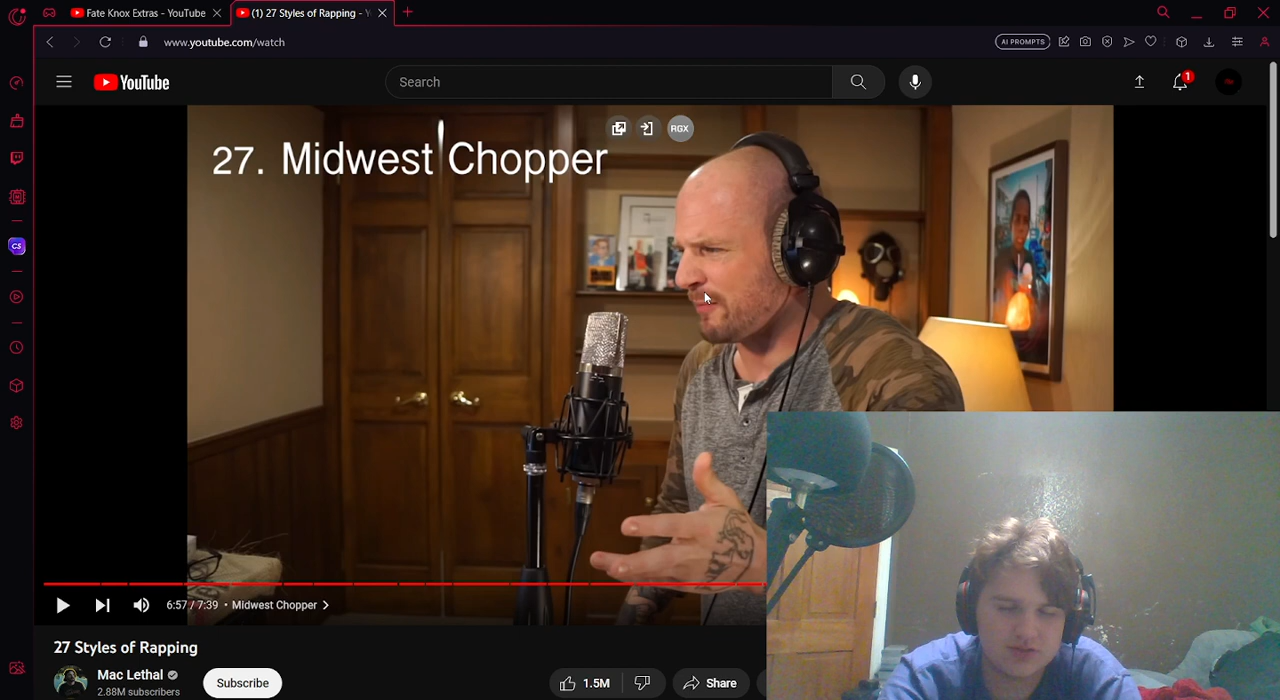 Fate Knox Extras - YouTube
(1) 27 Styles of Rapping - Y
www.youtube.com/watch
AI PROMPTS
YouTube
Search
1
RGX
27. Midwest Chopper
CS
6:57 / 7:39 • Midwest Chopper
27 Styles of Rapping
Mac Lethal
2.88M subscribers
Subscribe
1.5M
Share